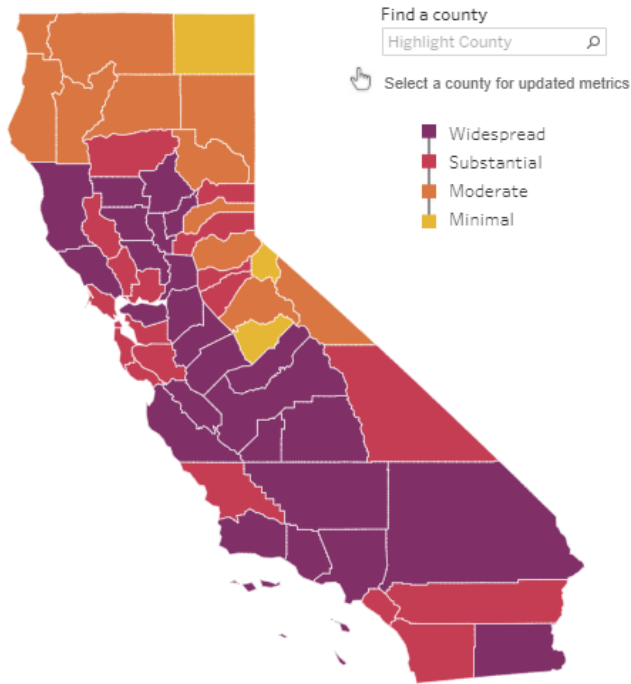 Find a county
Highlight County
Select a county for updated metrics
Widespread
Substantial
Moderate
Minimal